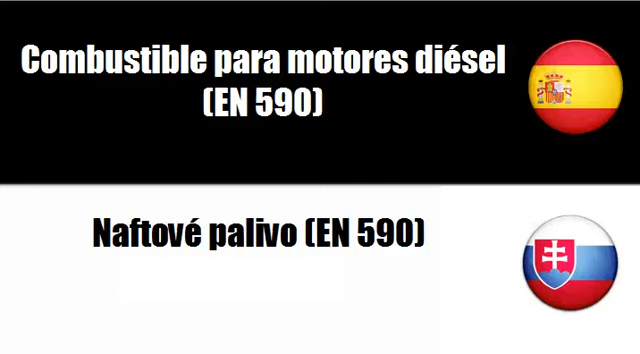 Combustible para motores diésel
(EN 590)
Naftové palivo (EN 590)